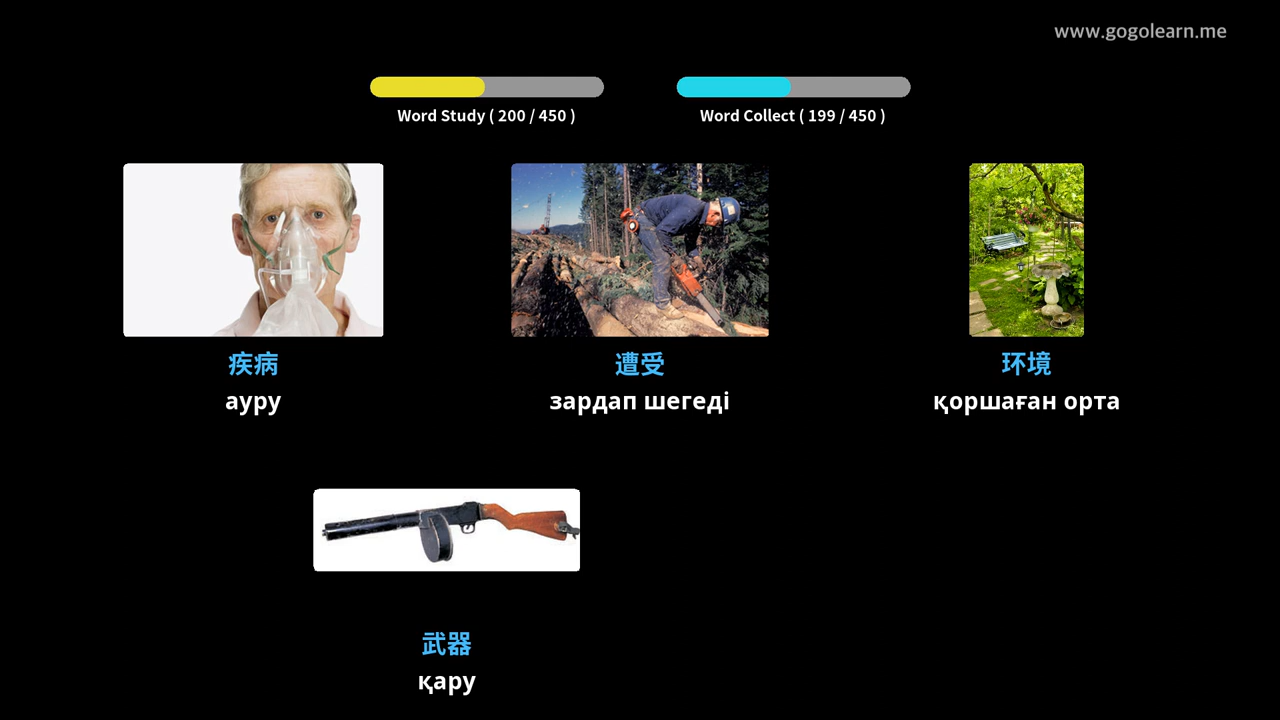 www.gogolearn.me
Word Study ( 200 / 450 )
Word Collect ( 199 / 450 )
疾病
ауру
遭受
зардап шегеді
环境
қоршаған орта
武器
қару